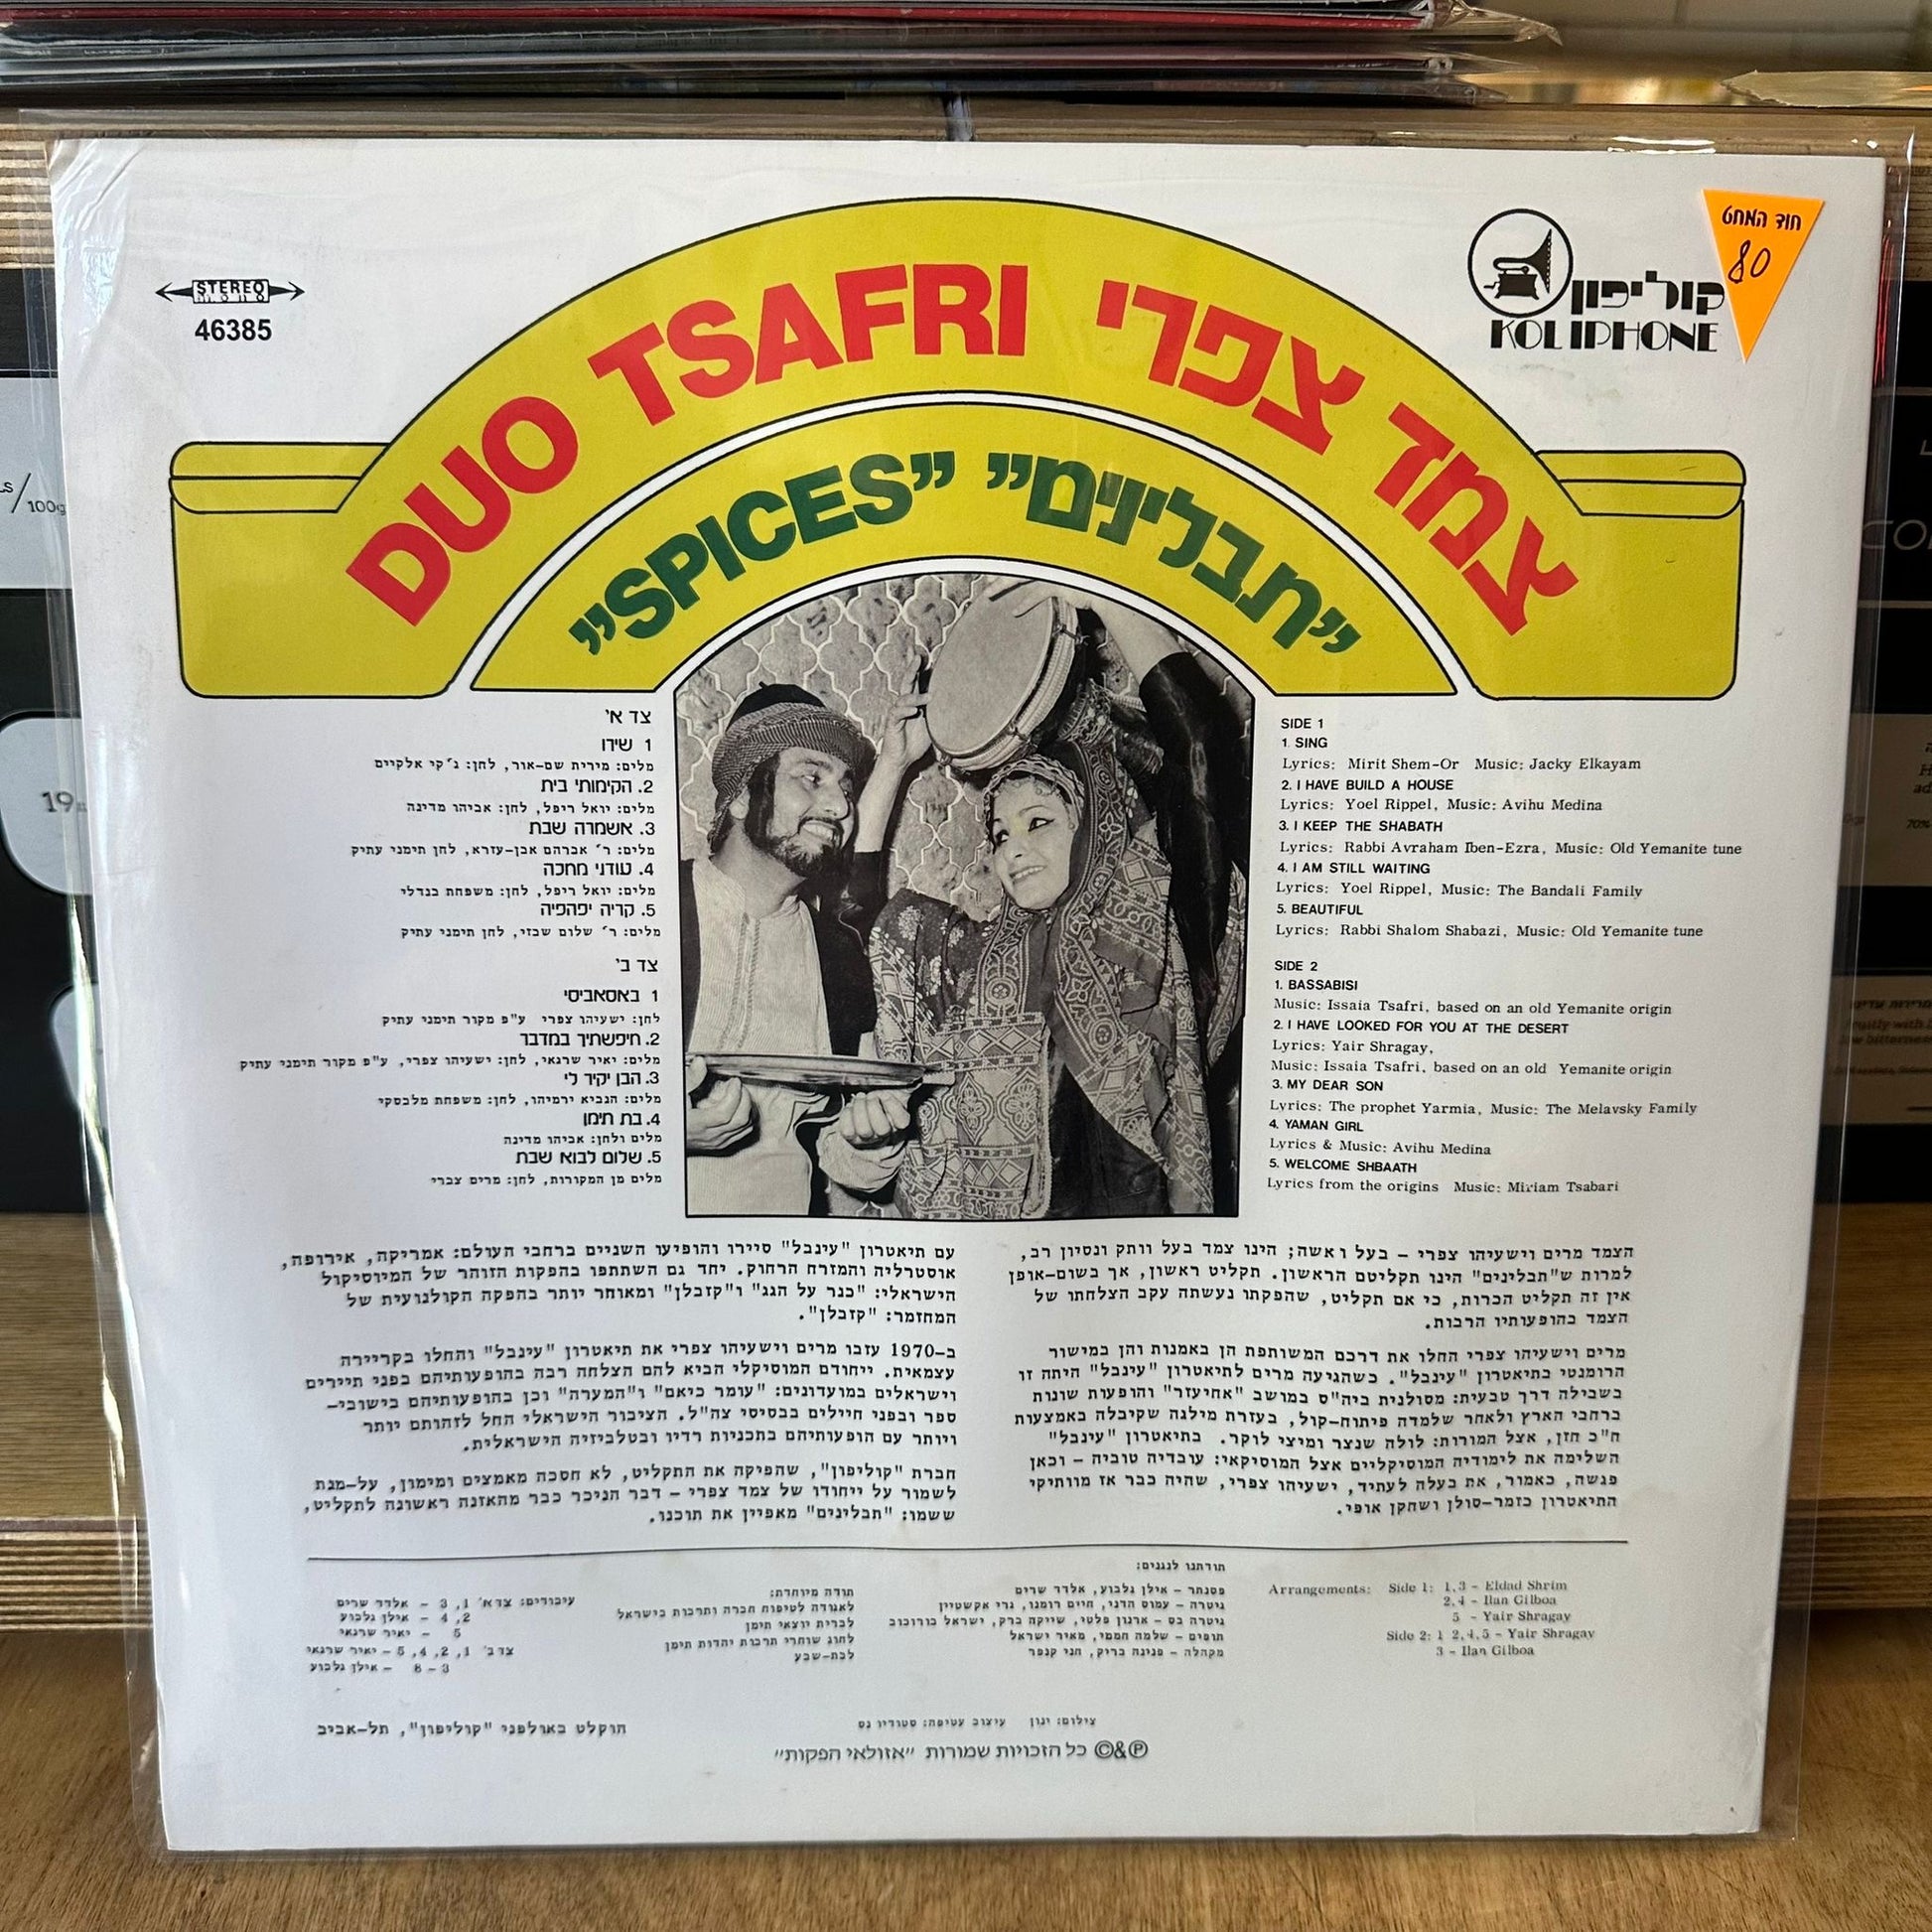 STEREO
מונו
46385
DUO TSAFRI צמד צפרי
”SPICES” ”תבלינים”
קוליפון
KOLIPHONE
חוד המחט
80
צד א'
1 שירו
מלים: מירית שם-אור, לחן: ג׳קי אלקיים
2. הקימותי בית
מלים: יואל ריפל, לחן: אביהו מדינה
3. אשמרה שבת
מלים: ר׳ אברהם אבן-עזרא, לחן תימני עתיק
4. עודני מחכה
מלים: יואל ריפל, לחן: משפחת בנדלי
5. קריה יפהפיה
מלים: ר׳ שלום שבזי, לחן תימני עתיק
צד ב'
1 באסאביסי
לחן: ישעיהו צפרי ע"פ מקור תימני עתיק
2. חיפשתיך במדבר
מלים: יאיר שרגאי, לחן: ישעיהו צפרי, ע"פ מקור תימני עתיק
3. הבן יקיר לי
מלים: הנביא ירמיהו, לחן: משפחת מלבסקי
4. בת תימן
מלים ולחן: אביהו מדינה
5. שלום לבוא שבת
מלים מן המקורות, לחן: מרים צברי
SIDE 1
1. SING
Lyrics: Mirit Shem-Or Music: Jacky Elkayam
2. I HAVE BUILD A HOUSE
Lyrics: Yoel Rippel, Music: Avihu Medina
3. I KEEP THE SHABATH
Lyrics: Rabbi Avraham Iben-Ezra, Music: Old Yemanite tune
4. I AM STILL WAITING
Lyrics: Yoel Rippel, Music: The Bandali Family
5. BEAUTIFUL
Lyrics: Rabbi Shalom Shabazi, Music: Old Yemanite tune
SIDE 2
1. BASSABISI
Music: Issaia Tsafri, based on an old Yemanite origin
2. I HAVE LOOKED FOR YOU AT THE DESERT
Lyrics: Yair Shragay,
Music: Issaia Tsafri, based on an old Yemanite origin
3. MY DEAR SON
Lyrics: The prophet Yarmia, Music: The Melavsky Family
4. YAMAN GIRL
Lyrics & Music: Avihu Medina
5. WELCOME SHBAATH
Lyrics from the origins Music: Miriam Tsabari
הצמד מרים וישעיהו צפרי - בעל ואשה; הינו צמד בעל וותק ונסיון רב,
למרות ש"תבלינים" הינו תקליטם הראשון. תקליט ראשון, אך בשום-אופן
אין זה תקליט הכרות, כי אם תקליט, שהפקתו נעשתה עקב הצלחתו של
הצמד בהופעותיו הרבות.
מרים וישעיהו צפרי החלו את דרכם המשותפת הן באמנות והן במישור
הרומנטי בתיאטרון "עינבל". כשהגיעה מרים לתיאטרון "עינבל" היתה זו
בשבילה דרך טבעית: מסולנית ביה"ס במושב "אחיעזר" והופעות שונות
ברחבי הארץ ולאחר שלמדה פיתוח-קול, בעזרת מילגה שקיבלה באמצעות
ח"כ חזן, אצל המורות: לולה שנצר ומיצי לוקר. בתיאטרון "עינבל"
השלימה את לימודיה המוסיקליים אצל המוסיקאי: עובדיה טוביה - וכאן
פגשה, כאמור, את בעלה לעתיד, ישעיהו צפרי, שהיה כבר אז מוותיקי
התיאטרון כזמר-סולן ושחקן אופי.
עם תיאטרון "עינבל" סיירו והופיעו השניים ברחבי העולם: אמריקה, אירופה,
אוסטרליה והמזרח הרחוק. יחד גם השתתפו בהפקות הזוהר של המיוסיקול
הישראלי: "כנר על הגג" ו"קזבלן" ומאוחר יותר בהפקה הקולנועית של
המחזמר: "קזבלן".
ב-1970 עזבו מרים וישעיהו צפרי את תיאטרון "עינבל" והחלו בקריירה
עצמאית. ייחודם המוסיקלי הביא להם הצלחה רבה בהופעותיהם בפני תיירים
וישראלים במועדונים: "עומר כיאם" ו"המערה" וכן בהופעותיהם בישובי-
ספר ובפני חיילים בבסיסי צה"ל. הציבור הישראלי החל לזהותם יותר
ויותר עם הופעותיהם בתכניות רדיו ובטלביזיה הישראלית.
חברת "קוליפון", שהפיקה את התקליט, לא חסכה מאמצים ומימון, על-מנת
לשמור על ייחודו של צמד צפרי - דבר הניכר כבר מהאזנה ראשונה לתקליט,
ששמו: "תבלינים" מאפיין את תוכנו.
Arrangements: Side 1: 1,3 - Eldad Shrim
2,4 - Ilan Gilboa
5 - Yair Shragay
Side 2: 1 2,4,5 - Yair Shragay
3 - Ilan Gilboa
תודתנו לנגנים:
פסנתר - אילן גלבוע, אלדד שרים
גיטרה - עמוס הדני, חיים רומנו, גרי אקשטיין
גיטרה בס - ארנון פלטי, שייקה ברק, ישראל בורוכוב
תופים - שלמה חממי, מאיר ישראל
מקהלה - פנינה בריק, חני קנפר
תודה מיוחדת:
לאגודה לטיפוח חברה ותרבות בישראל
לברית יוצאי תימן
לחוג שוחרי תרבות יהדות תימן
לבת-שבע
עיבודים: צד א׳ 1, 3 - אלדד שרים
2, 4 - אילן גלבוע
5 - יאיר שרגאי
צד ב׳ 1, 2, 4, 5 - יאיר שרגאי
3 - 8 - אילן גלבוע
צילום: ינון עיצוב עטיפה: סטודיו נס
הוקלט באולפני "קוליפון", תל-אביב
℗&© כל הזכויות שמורות ״אזולאי הפקות״